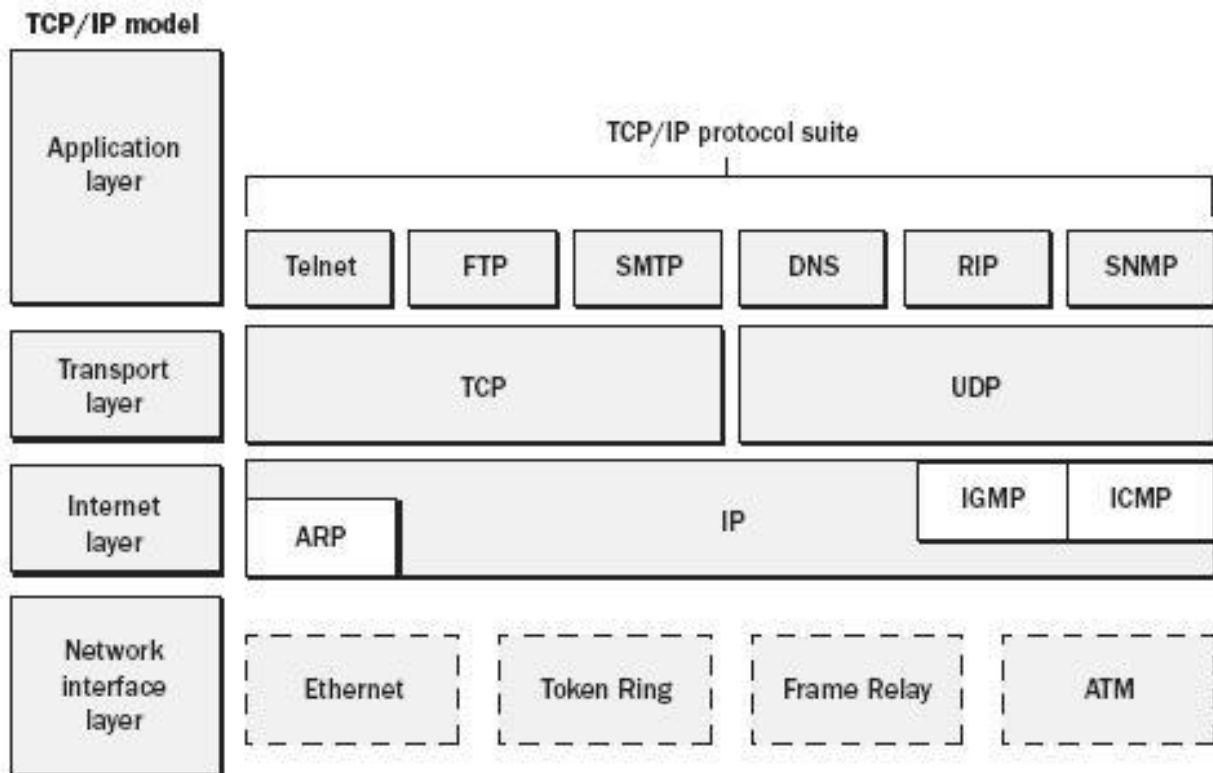 TCP/IP model
Application
layer
TCP/IP protocol suite
Telnet
FTP
SMTP
DNS
RIP
SNMP
Transport
layer
TCP
UDP
Internet
layer
ARP
IP
IGMP
ICMP
Network
interface
layer
Ethernet
Token Ring
Frame Relay
ATM